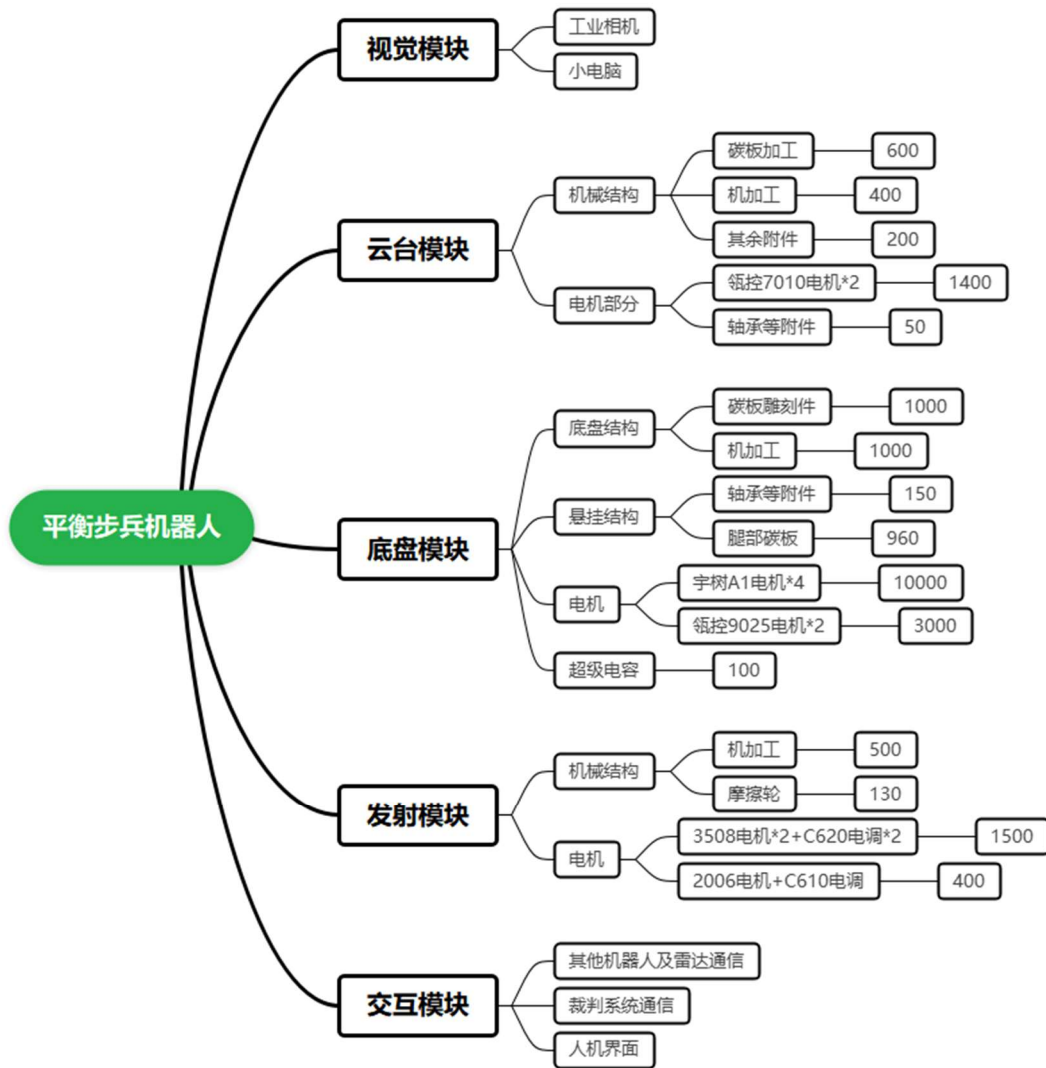 视觉模块
工业相机
小电脑
云台模块
机械结构
碳板加工
600
机加工
400
其余附件
200
电机部分
瓴控7010电机*2
1400
轴承等附件
50
平衡步兵机器人
底盘模块
底盘结构
碳板雕刻件
1000
机加工
1000
悬挂结构
轴承等附件
150
腿部碳板
960
电机
宇树A1电机*4
10000
瓴控9025电机*2
3000
超级电容
100
发射模块
机械结构
机加工
500
摩擦轮
130
电机
3508电机*2+C620电调*2
1500
2006电机+C610电调
400
交互模块
其他机器人及雷达通信
裁判系统通信
人机界面